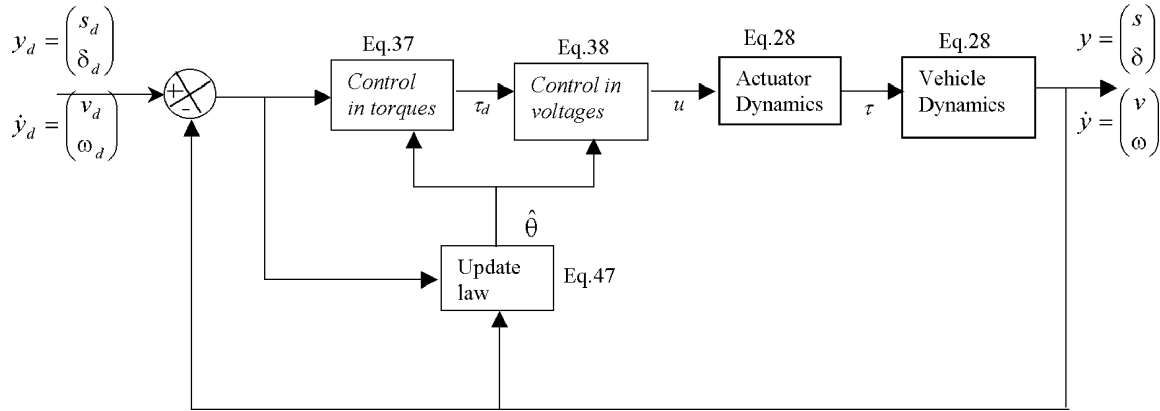 y_d = (s_d δ_d)
ẏ_d = (v_d ω_d)
+
-
Eq.37
Control in torques
τ_d
Eq.38
Control in voltages
u
Eq.28
Actuator Dynamics
τ
Eq.28
Vehicle Dynamics
y = (s δ)
ẏ = (v ω)
θ̂
Update law
Eq.47